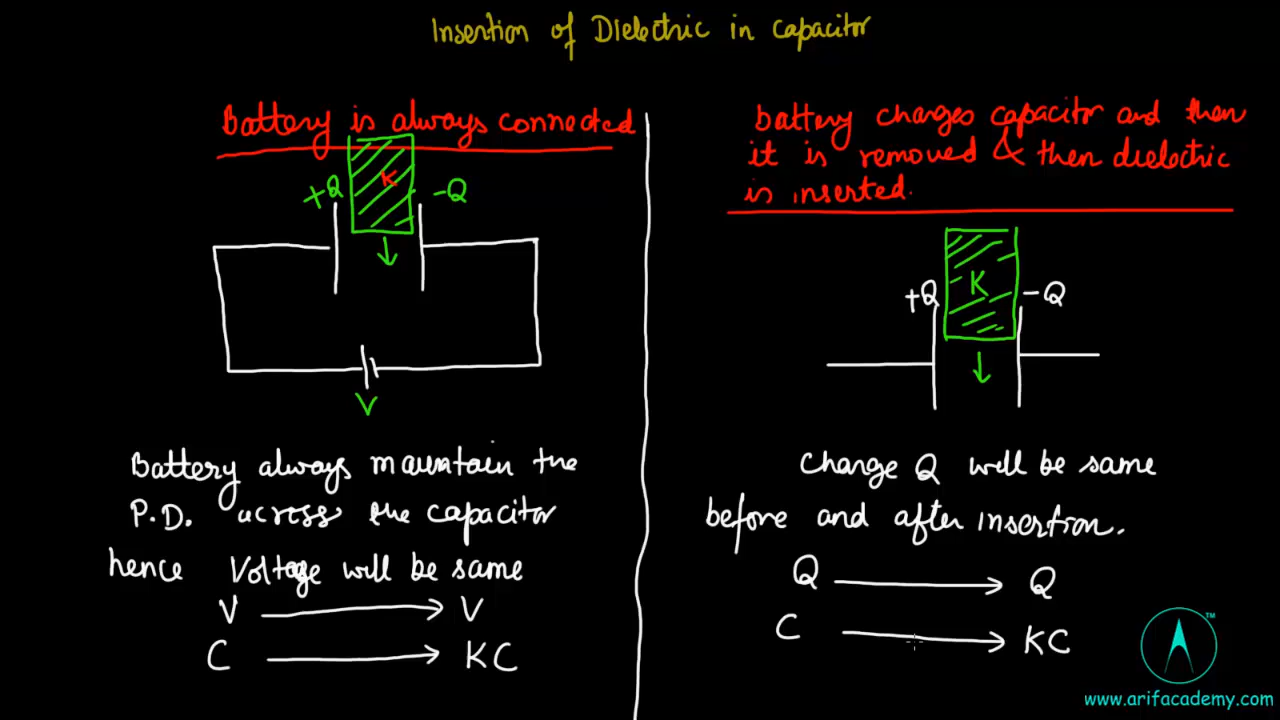 Insertion of Dielectric in capacitor
Battery is always connected
K
+Q
-Q
V
Battery always maintain the
P.D. across the capacitor
hence Voltage will be same
V → V
C → KC
battery charges capacitor and then
it is removed & then dielectric
is inserted.
K
+Q
-Q
Charge Q will be same
before and after insertion.
Q → Q
C → KC
TM
www.arifacademy.com